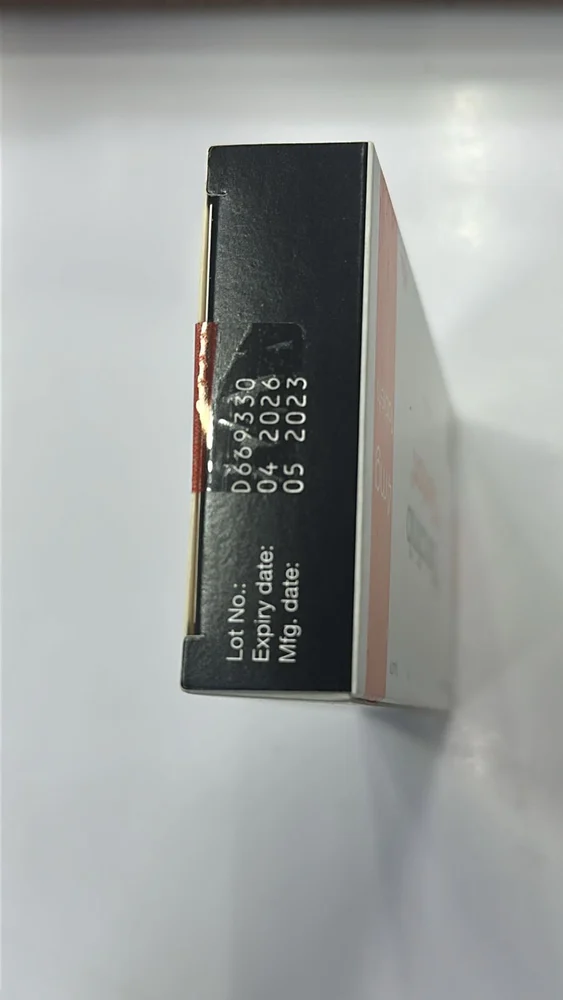 Lot No.: D669330
Expiry date: 04 2026
Mfg. date: 05 2023